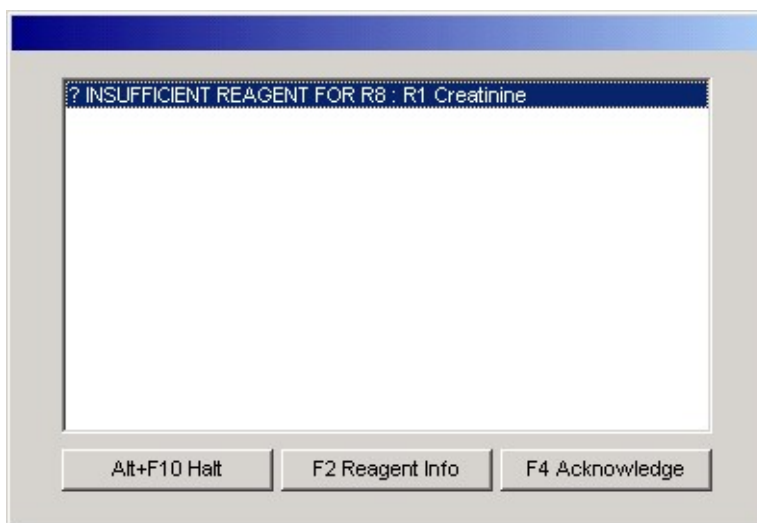 ? INSUFFICIENT REAGENT FOR R8 : R1 Creatinine
Alt+F10 Halt
F2 Reagent Info
F4 Acknowledge